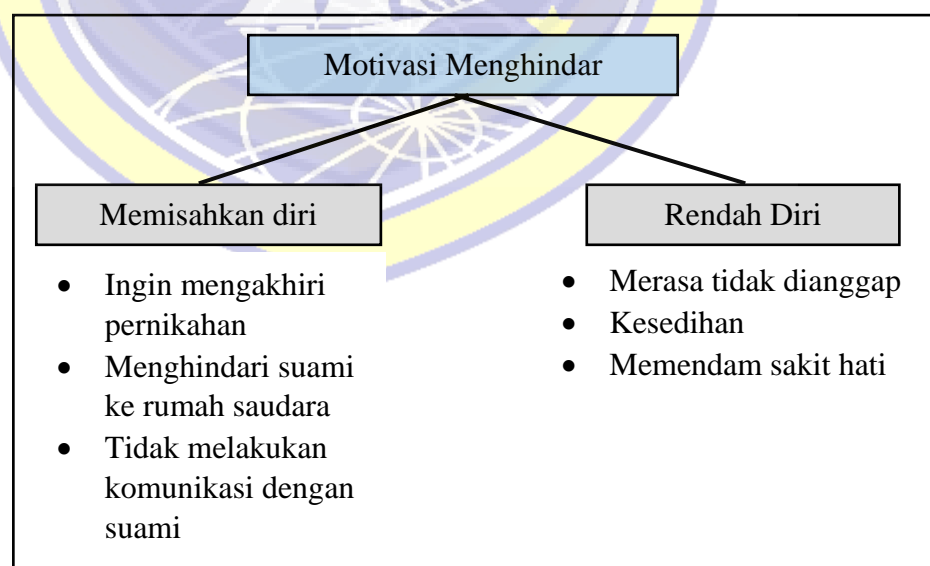 Motivasi Menghindar
Memisahkan diri
• Ingin mengakhiri
pernikahan
• Menghindari suami
ke rumah saudara
• Tidak melakukan
komunikasi dengan
suami
Rendah Diri
• Merasa tidak dianggap
• Kesedihan
• Memendam sakit hati